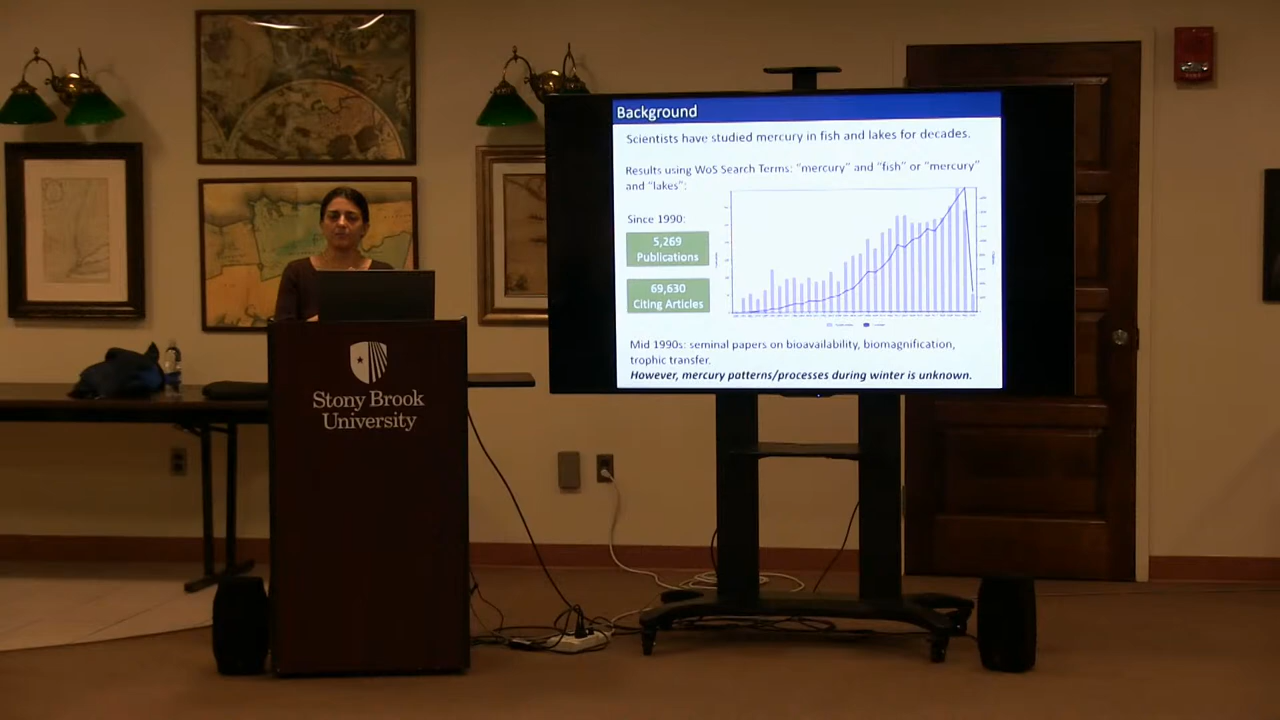 Background
Scientists have studied mercury in fish and lakes for decades.
Results using WoS Search Terms: "mercury" and "fish" or "mercury"
and "lakes":
Since 1990:
5,269
Publications
69,630
Citing Articles
Mid 1990s: seminal papers on bioavailability, biomagnification,
trophic transfer.
However, mercury patterns/processes during winter is unknown.
Stony Brook
University